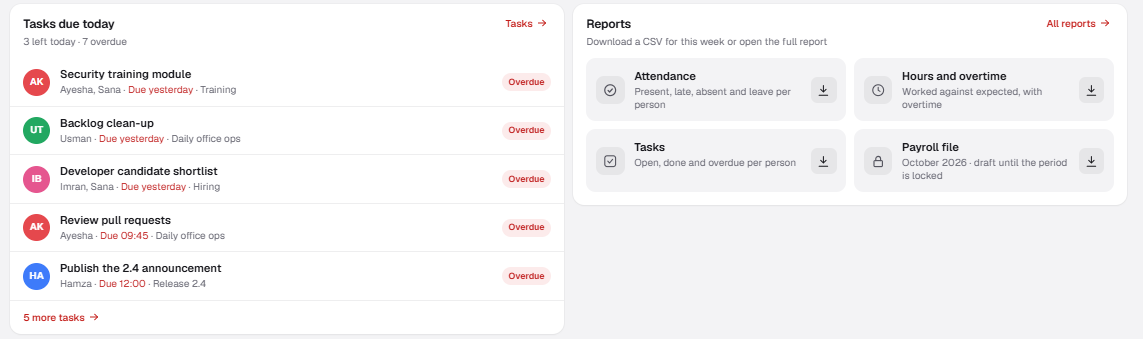 Tasks due today
Tasks →
3 left today · 7 overdue
AK
Security training module
Ayesha, Sana · Due yesterday · Training
Overdue
UT
Backlog clean-up
Usman · Due yesterday · Daily office ops
Overdue
IB
Developer candidate shortlist
Imran, Sana · Due yesterday · Hiring
Overdue
AK
Review pull requests
Ayesha · Due 09:45 · Daily office ops
Overdue
HA
Publish the 2.4 announcement
Hamza · Due 12:00 · Release 2.4
Overdue
5 more tasks →
Reports
All reports →
Download a CSV for this week or open the full report
Attendance
Present, late, absent and leave per
person
Hours and overtime
Worked against expected, with
overtime
Tasks
Open, done and overdue per person
Payroll file
October 2026 · draft until the period
is locked